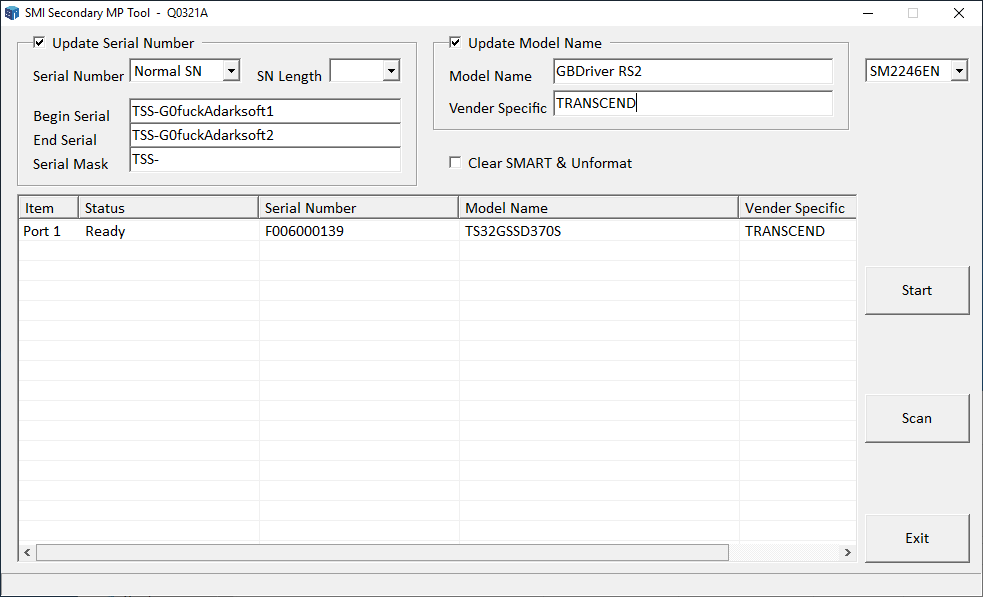 SMI Secondary MP Tool - Q0321A
Update Serial Number
Serial Number Normal SN SN Length
Begin Serial TSS-G0fuckAdarksoft1
End Serial TSS-G0fuckAdarksoft2
Serial Mask TSS-
Update Model Name
Model Name GBDriver RS2
Vender Specific TRANSCEND
Clear SMART & Unformat
SM2246EN
Item Status Serial Number Model Name Vender Specific
Port 1 Ready F006000139 TS32GSSD370S TRANSCEND
Start
Scan
Exit